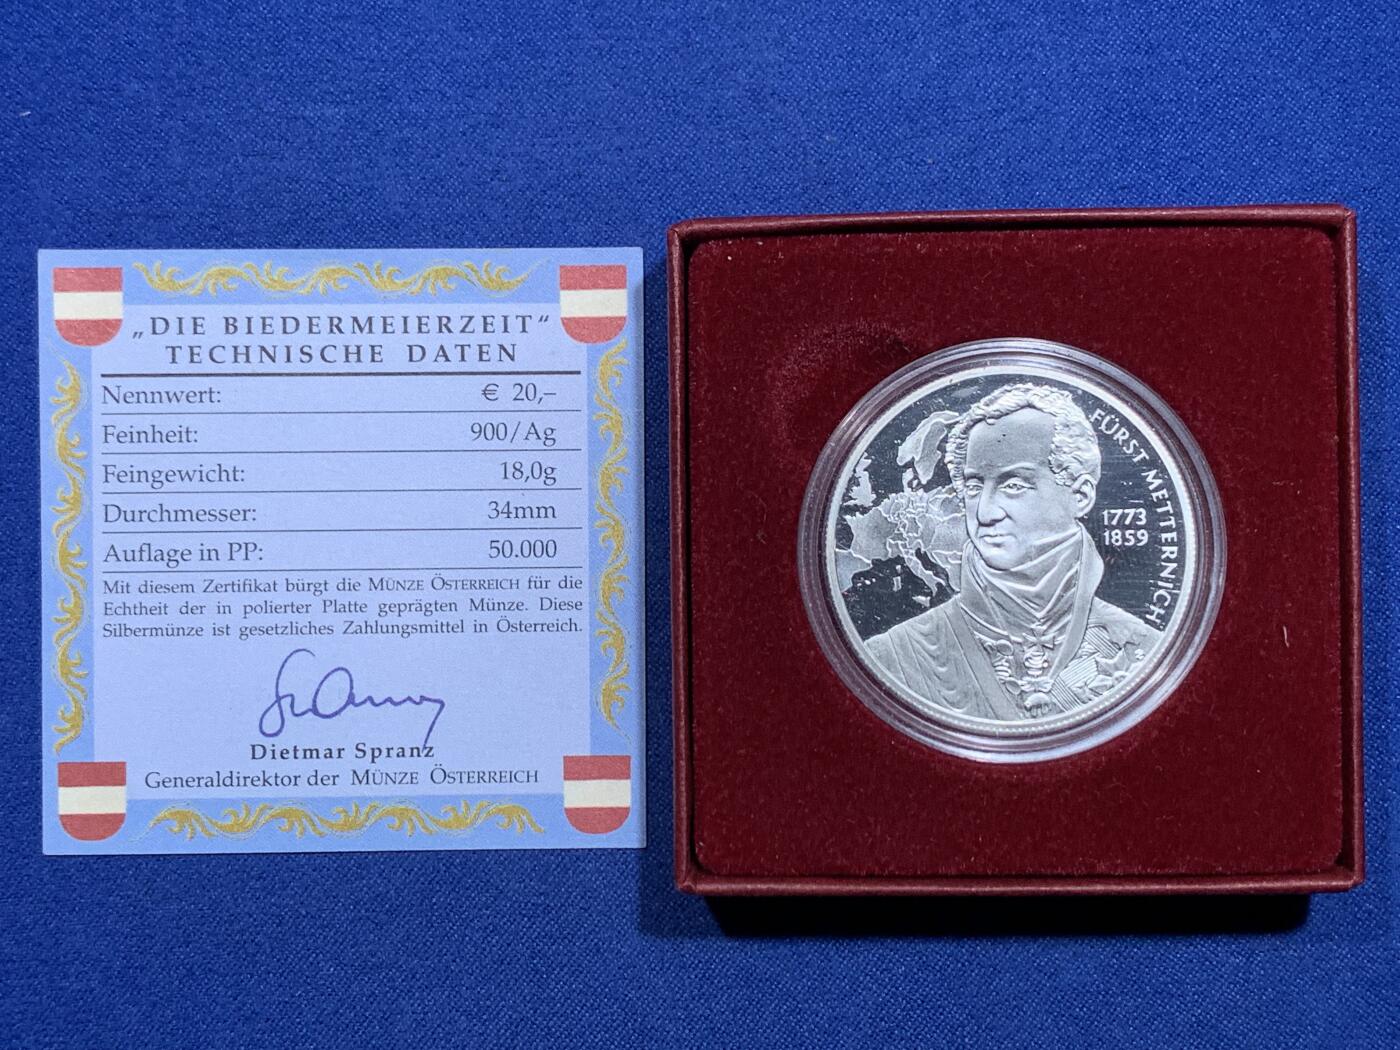 „DIE BIEDERMEIERZEIT“
TECHNISCHE DATEN
Nennwert: € 20,–
Feinheit: 900/Ag
Feingewicht: 18,0g
Durchmesser: 34mm
Auflage in PP: 50.000
Mit diesem Zertifikat bürgt die MÜNZE ÖSTERREICH für die
Echtheit der in polierter Platte geprägten Münze. Diese
Silbermünze ist gesetzliches Zahlungsmittel in Österreich.
Dietmar Spranz
Generaldirektor der MÜNZE ÖSTERREICH
FÜRST METTERNICH
1773
1859